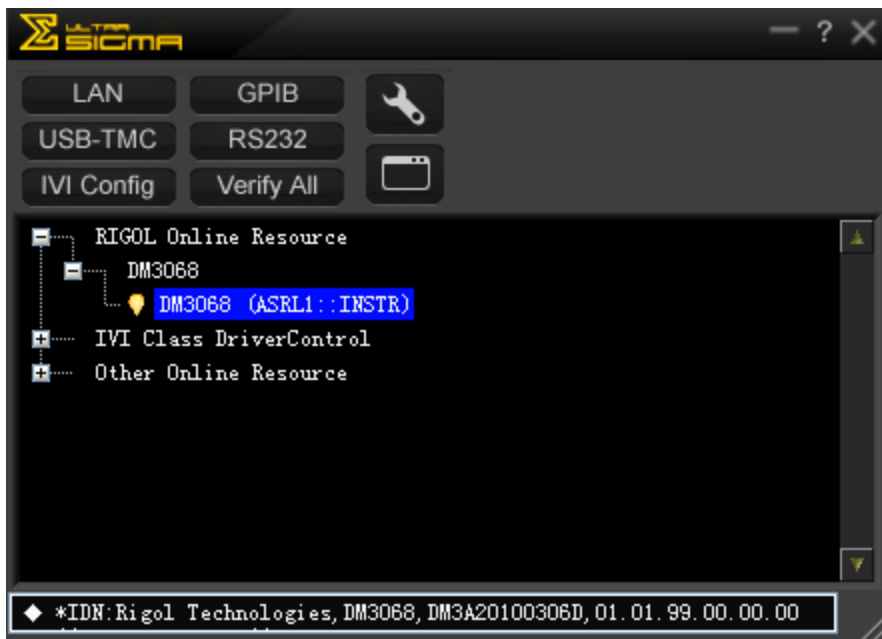 ULTRA
SIGMA
?
LAN GPIB
USB-TMC RS232
IVI Config Verify All
RIGOL Online Resource
DM3068
DM3068 (ASRL1::INSTR)
IVI Class DriverControl
Other Online Resource
*IDN:Rigol Technologies,DM3068,DM3A20100306D,01.01.99.00.00.00